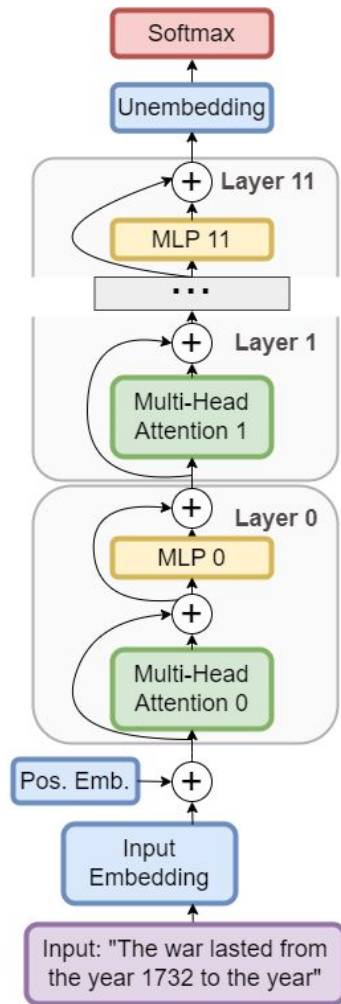 Softmax
Unembedding
+
Layer 11
MLP 11
...
+
Layer 1
Multi-Head
Attention 1
+
Layer 0
MLP 0
+
Multi-Head
Attention 0
Pos. Emb.
+
Input
Embedding
Input: "The war lasted from
the year 1732 to the year"